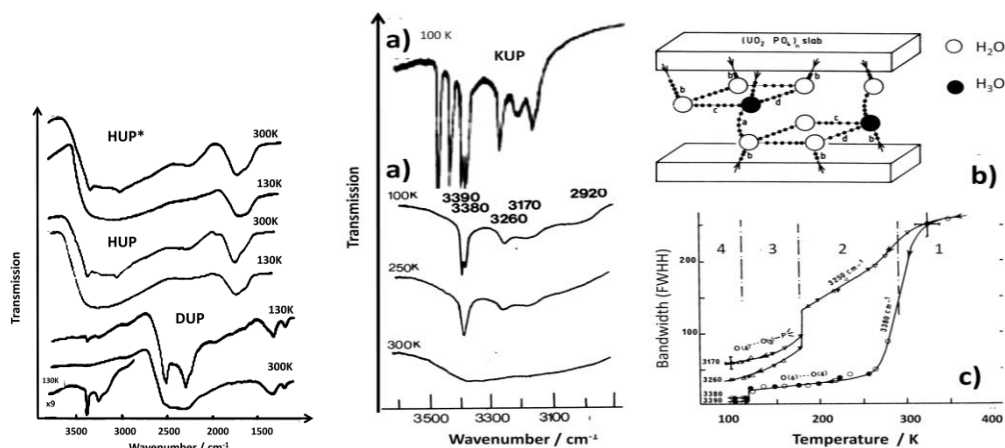 HUP*
300K
130K
300K
HUP
130K
DUP
130K
300K
130K
x9
3500
2500
1500
Wavenumber / cm⁻¹
Transmission
a)
100 K
KUP
a)
100K
3390
3380
3260
3170
2920
250K
300K
3500
3300
3100
Wavenumber / cm⁻¹
Transmission
(UO₂ PO₄)ₙ slab
b
b
c
d
a
c
b
d
b
H₂O
H₃O
b)
4
3
2
1
200
100
3350 cm⁻¹
3380 cm⁻¹
3170
3260
3380
3390
O(4)···O(4)
c)
100
200
300
400
Temperature / K
Bandwidth (FWHH)